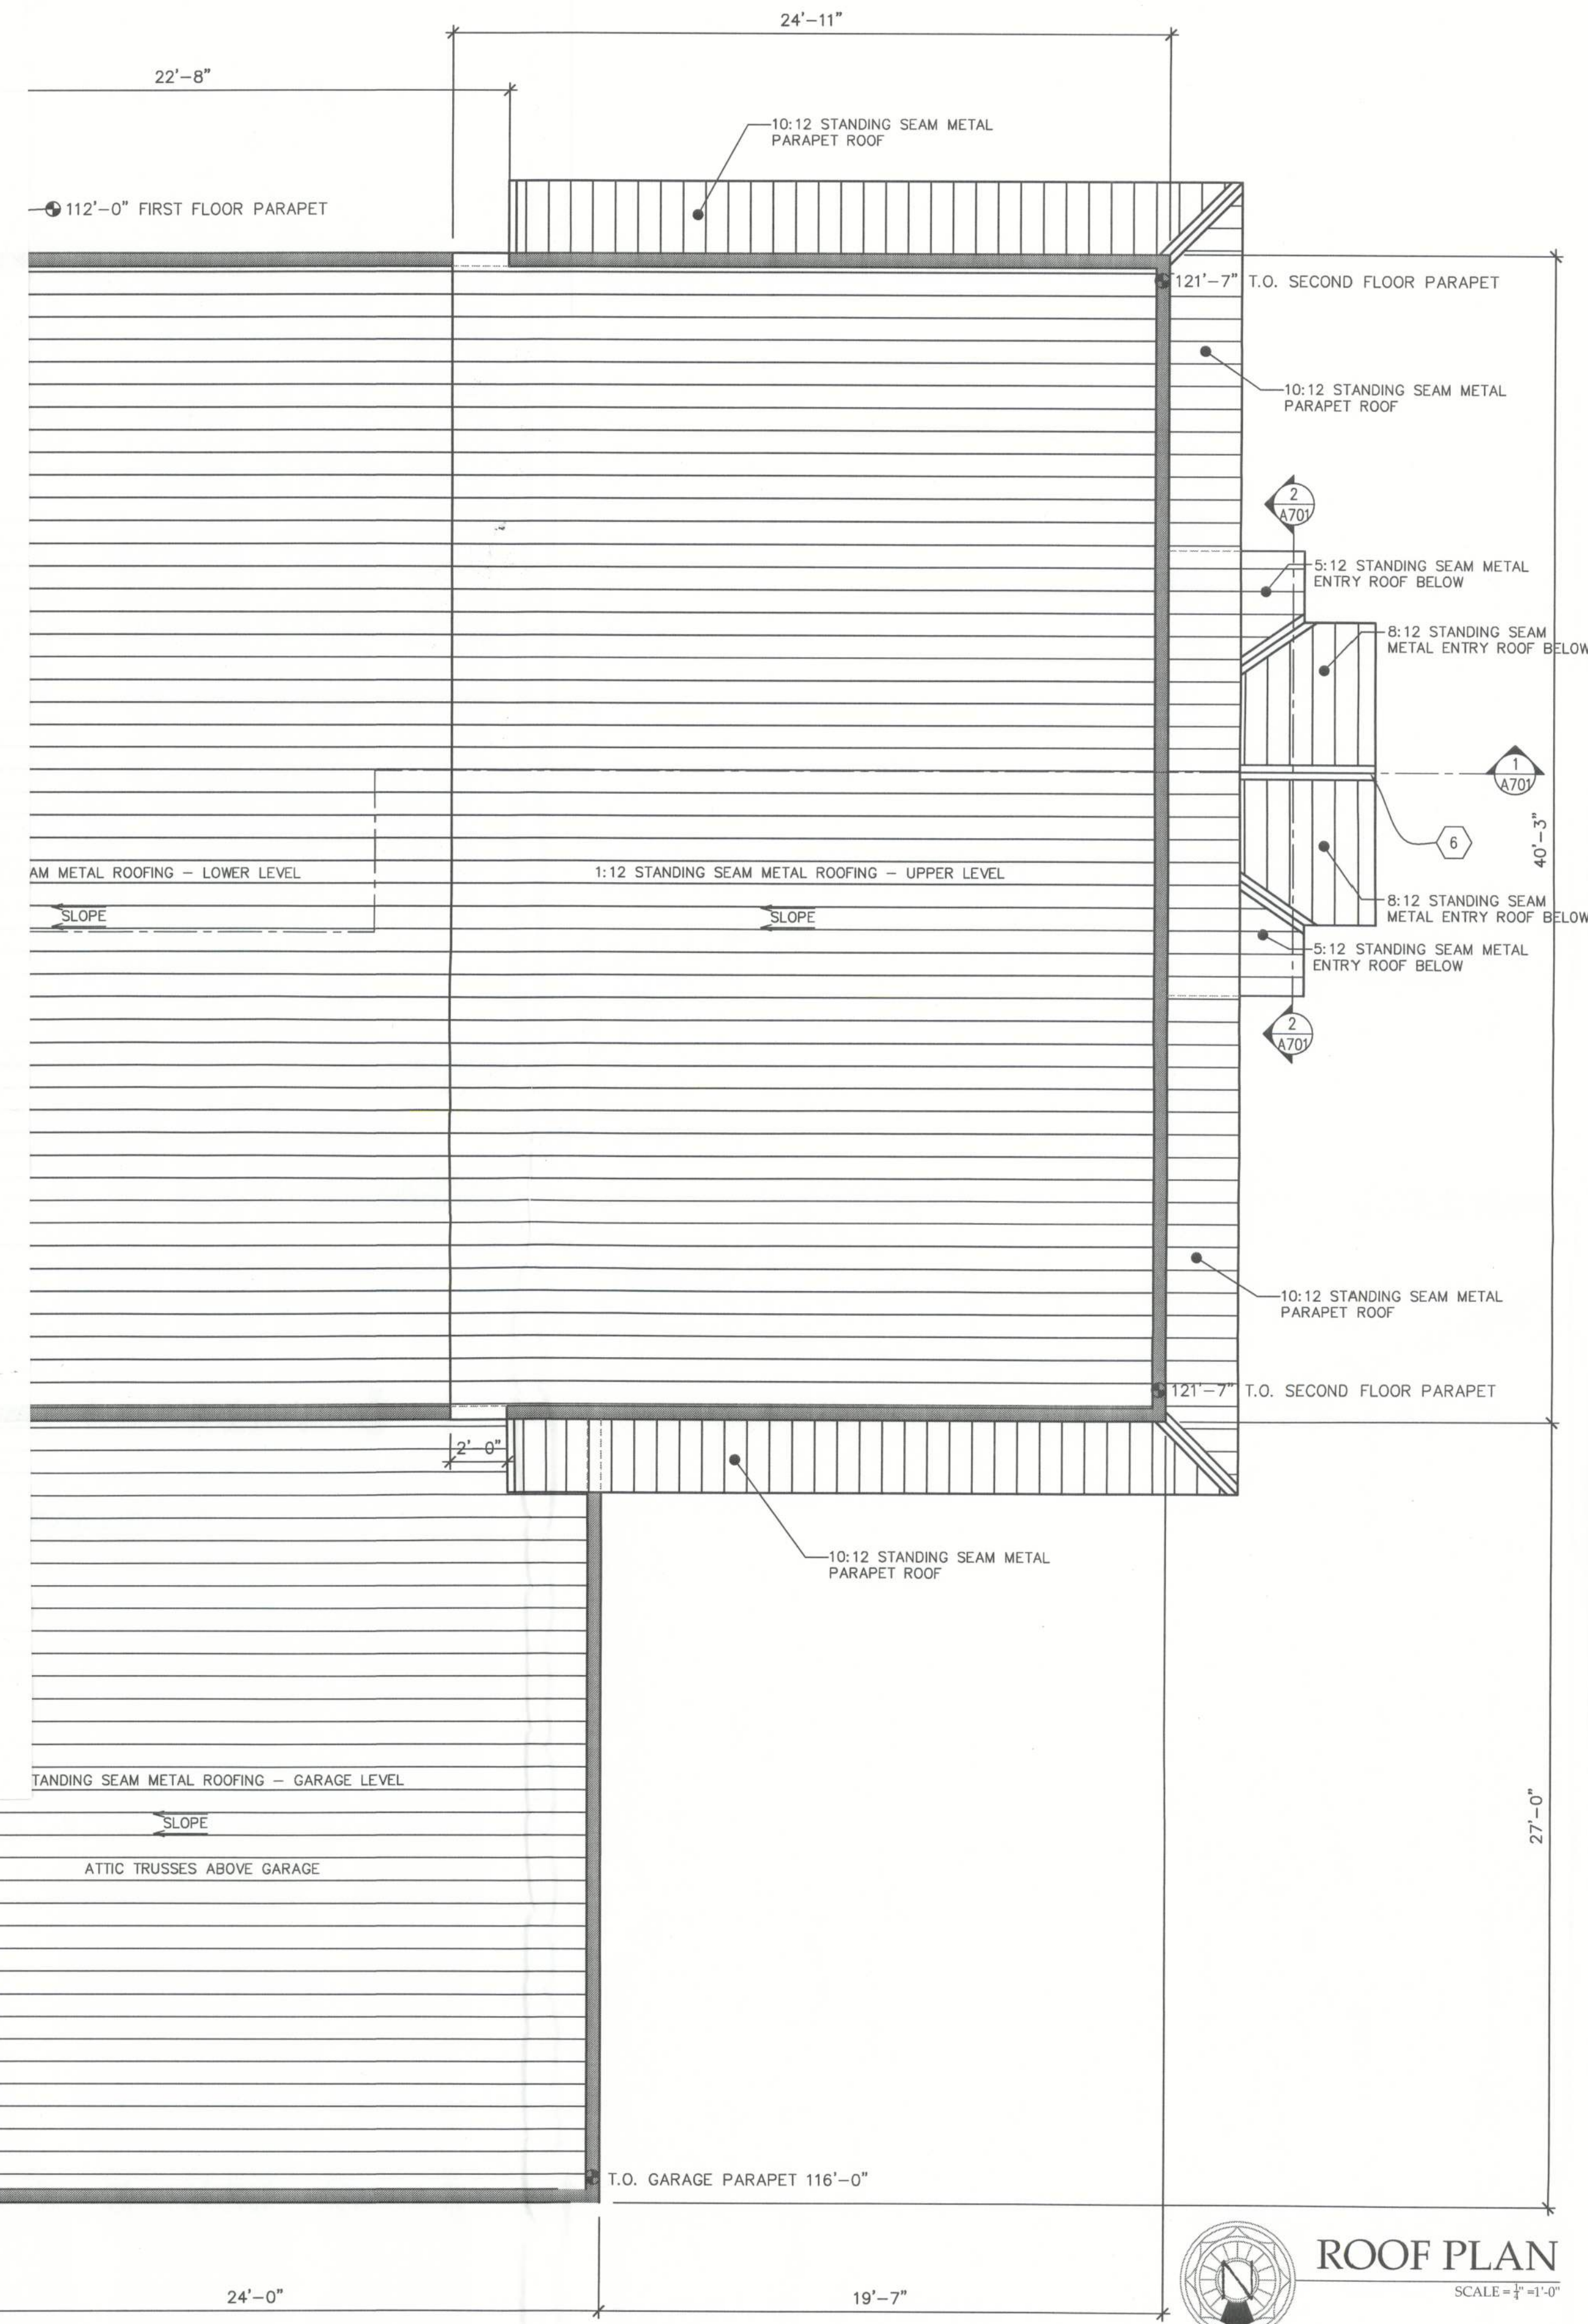 24'-11"
22'-8"
10:12 STANDING SEAM METAL
PARAPET ROOF
112'-0" FIRST FLOOR PARAPET
121'-7" T.O. SECOND FLOOR PARAPET
10:12 STANDING SEAM METAL
PARAPET ROOF
2
A701
5:12 STANDING SEAM METAL
ENTRY ROOF BELOW
8:12 STANDING SEAM
METAL ENTRY ROOF BELOW
1
A701
6
40'-3"
AM METAL ROOFING - LOWER LEVEL
1:12 STANDING SEAM METAL ROOFING - UPPER LEVEL
SLOPE
SLOPE
8:12 STANDING SEAM
METAL ENTRY ROOF BELOW
5:12 STANDING SEAM METAL
ENTRY ROOF BELOW
2
A701
10:12 STANDING SEAM METAL
PARAPET ROOF
121'-7" T.O. SECOND FLOOR PARAPET
2'-0"
10:12 STANDING SEAM METAL
PARAPET ROOF
TANDING SEAM METAL ROOFING - GARAGE LEVEL
SLOPE
ATTIC TRUSSES ABOVE GARAGE
27'-0"
T.O. GARAGE PARAPET 116'-0"
N
ROOF PLAN
SCALE = 1/4" =1'-0"
24'-0"
19'-7"